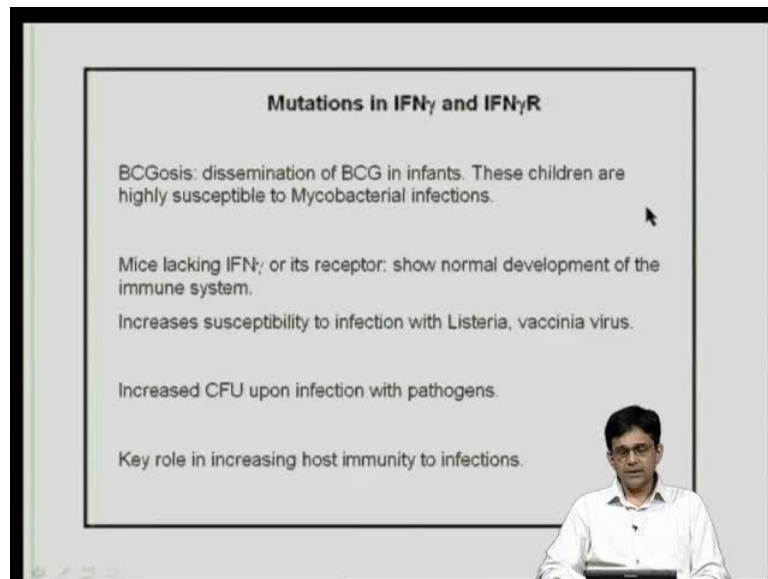 Mutations in IFNγ and IFNγR
BCGosis: dissemination of BCG in infants. These children are
highly susceptible to Mycobacterial infections.
Mice lacking IFNγ or its receptor: show normal development of the
immune system.
Increases susceptibility to infection with Listeria, vaccinia virus.
Increased CFU upon infection with pathogens.
Key role in increasing host immunity to infections.